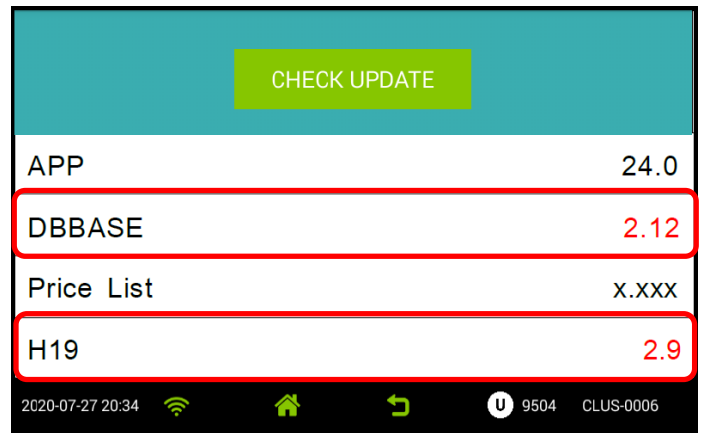 CHECK UPDATE
APP 24.0
DBBASE 2.12
Price List x.xxx
H19 2.9
2020-07-27 20:34 U 9504 CLUS-0006